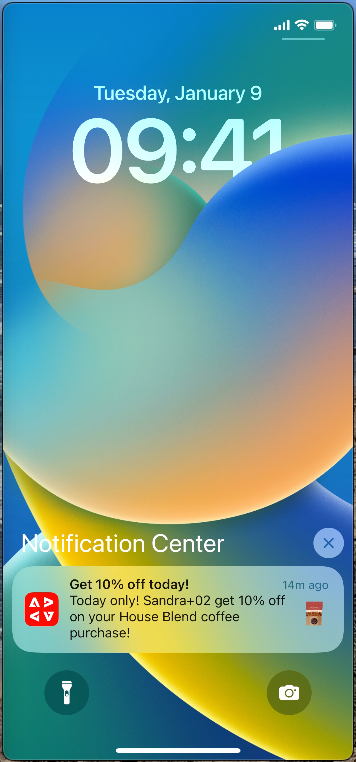 Tuesday, January 9
09:41
Notification Center
Get 10% off today!
14m ago
Today only! Sandra+02 get 10% off
on your House Blend coffee
purchase!